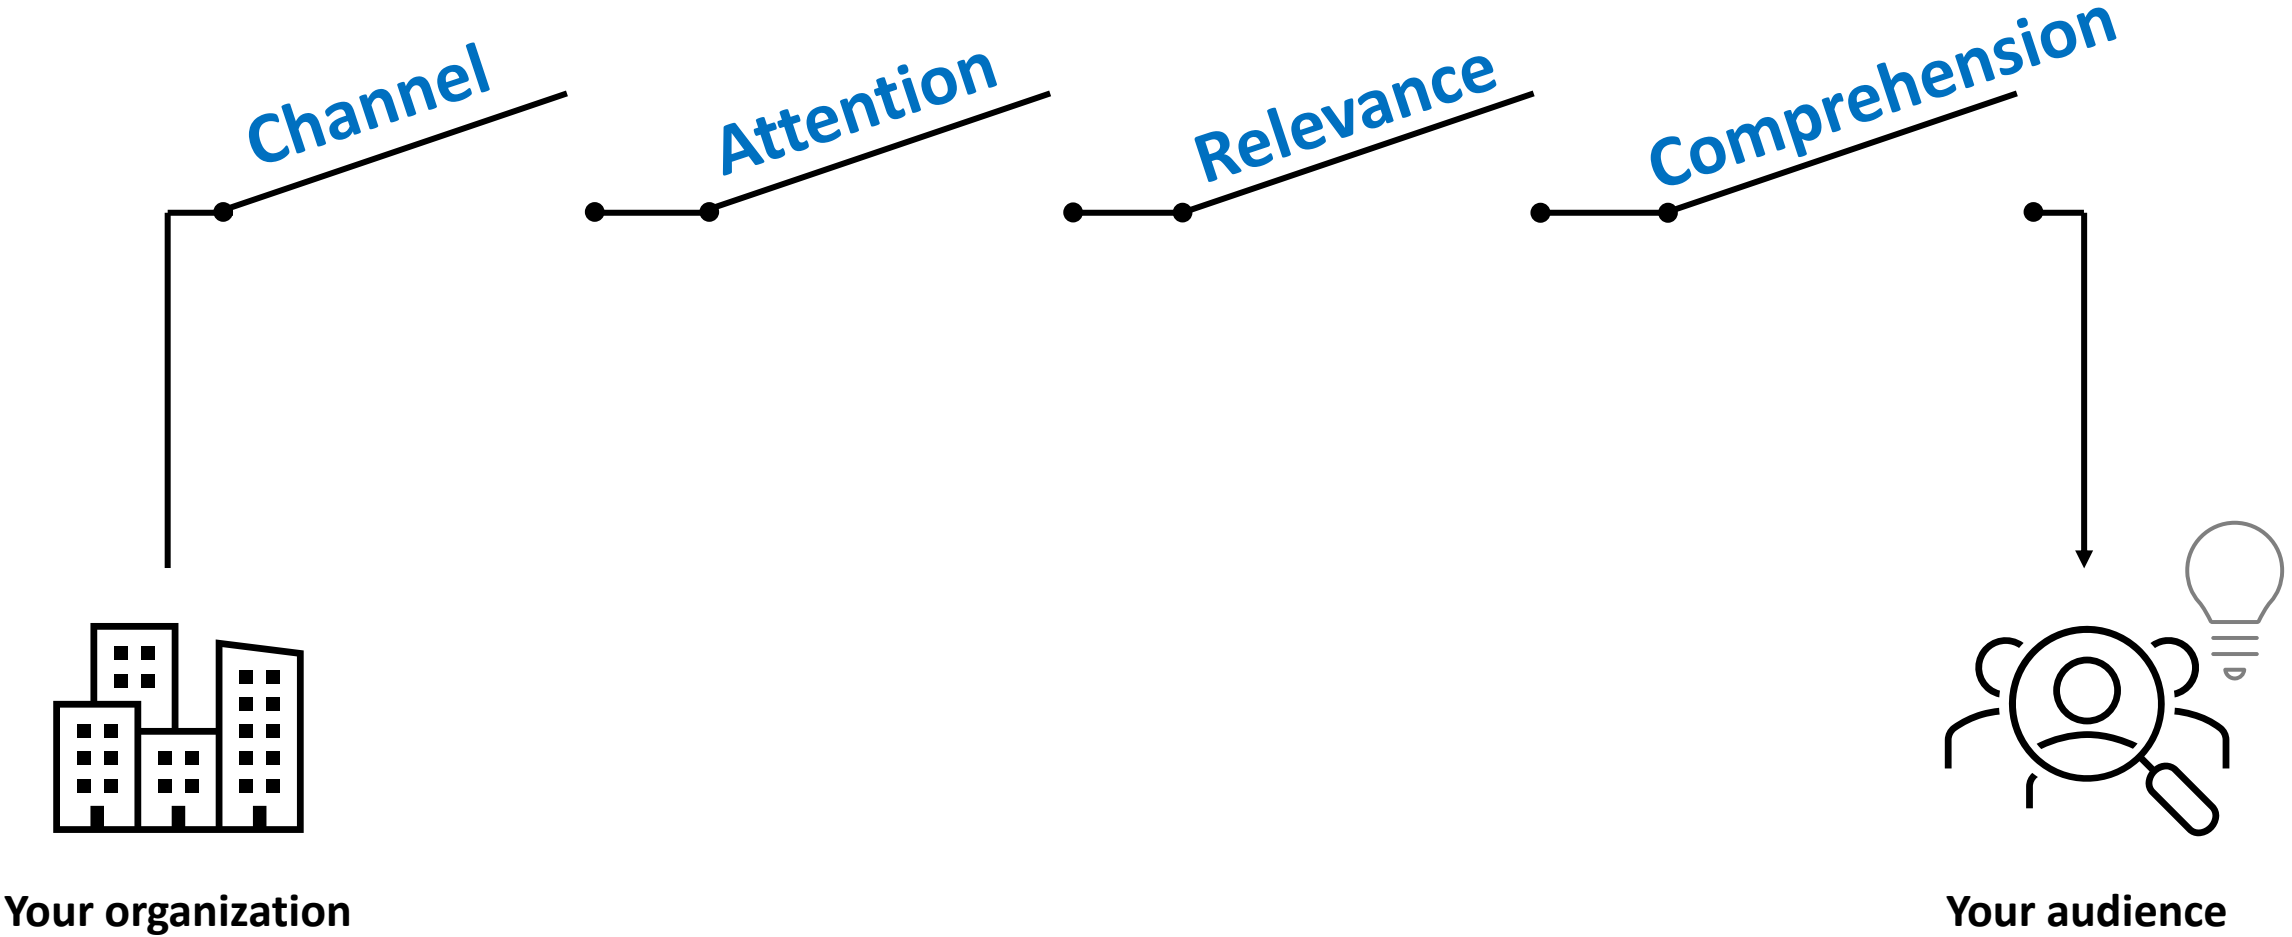 Channel
Attention
Relevance
Comprehension
Your organization
Your audience